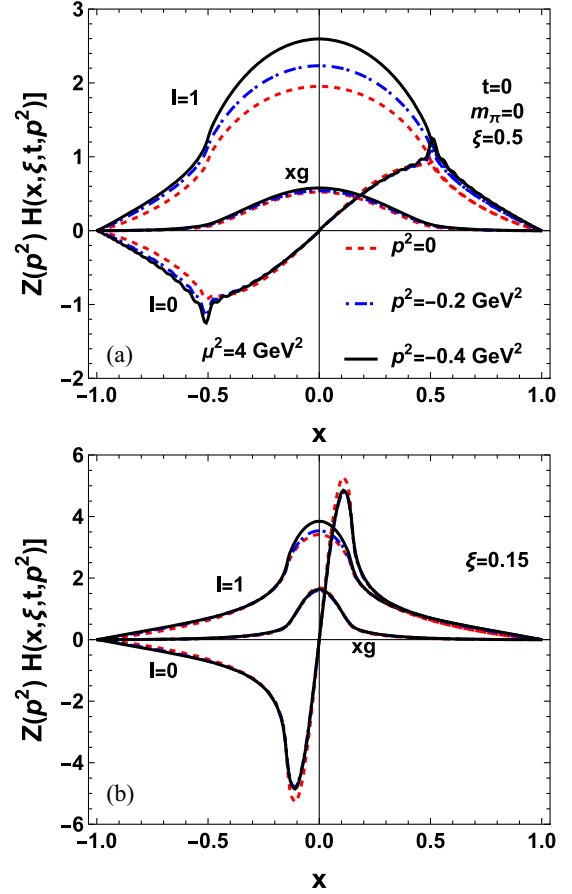 3
2
1
0
−1
−2
Z(p²) H(x,ξ,t,p²)]
I=1
t=0
mπ=0
ξ=0.5
xg
p²=0
I=0
p²=−0.2 GeV²
(a)
μ²=4 GeV²
p²=−0.4 GeV²
−1.0 −0.5 0.0 0.5 1.0
x
6
4
2
0
−2
−4
−6
Z(p²) H(x,ξ,t,p²)]
I=1
ξ=0.15
xg
I=0
(b)
−1.0 −0.5 0.0 0.5 1.0
x